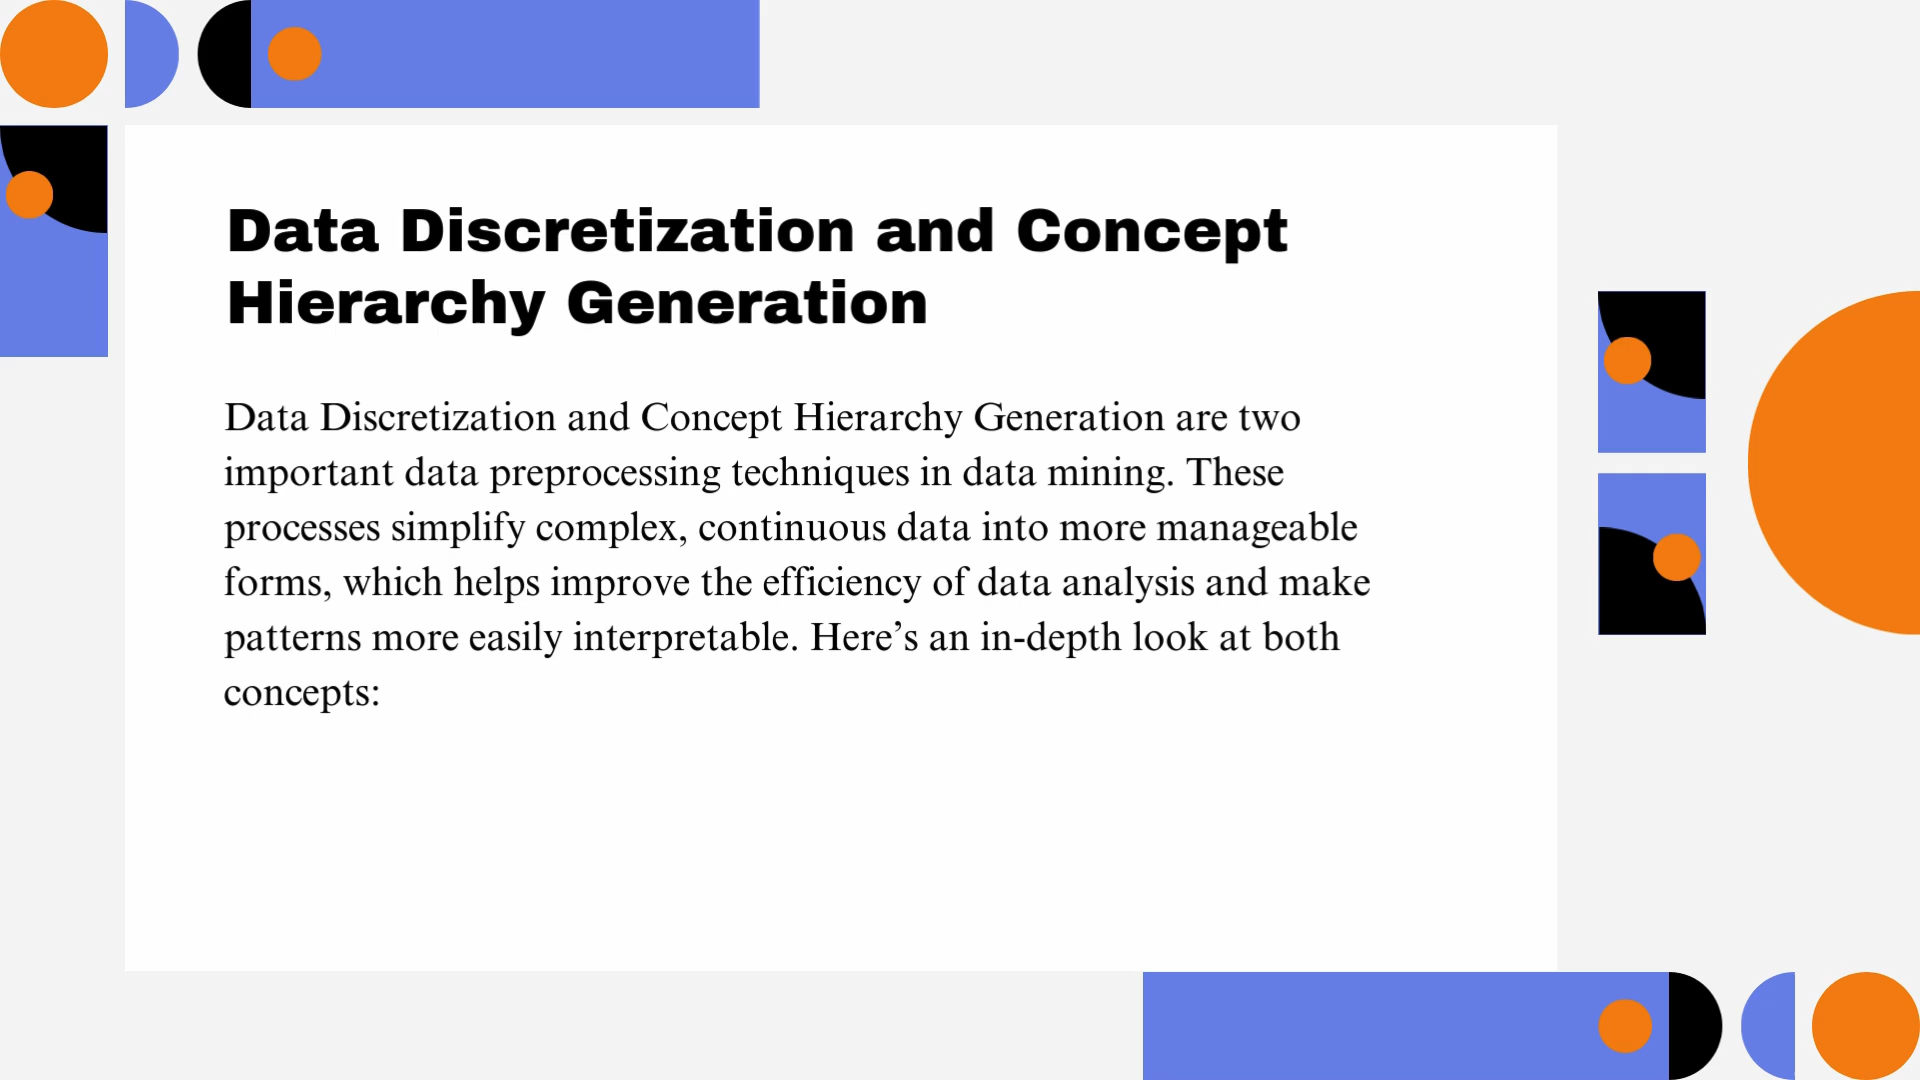 Data Discretization and Concept
Hierarchy Generation
Data Discretization and Concept Hierarchy Generation are two
important data preprocessing techniques in data mining. These
processes simplify complex, continuous data into more manageable
forms, which helps improve the efficiency of data analysis and make
patterns more easily interpretable. Here’s an in-depth look at both
concepts: